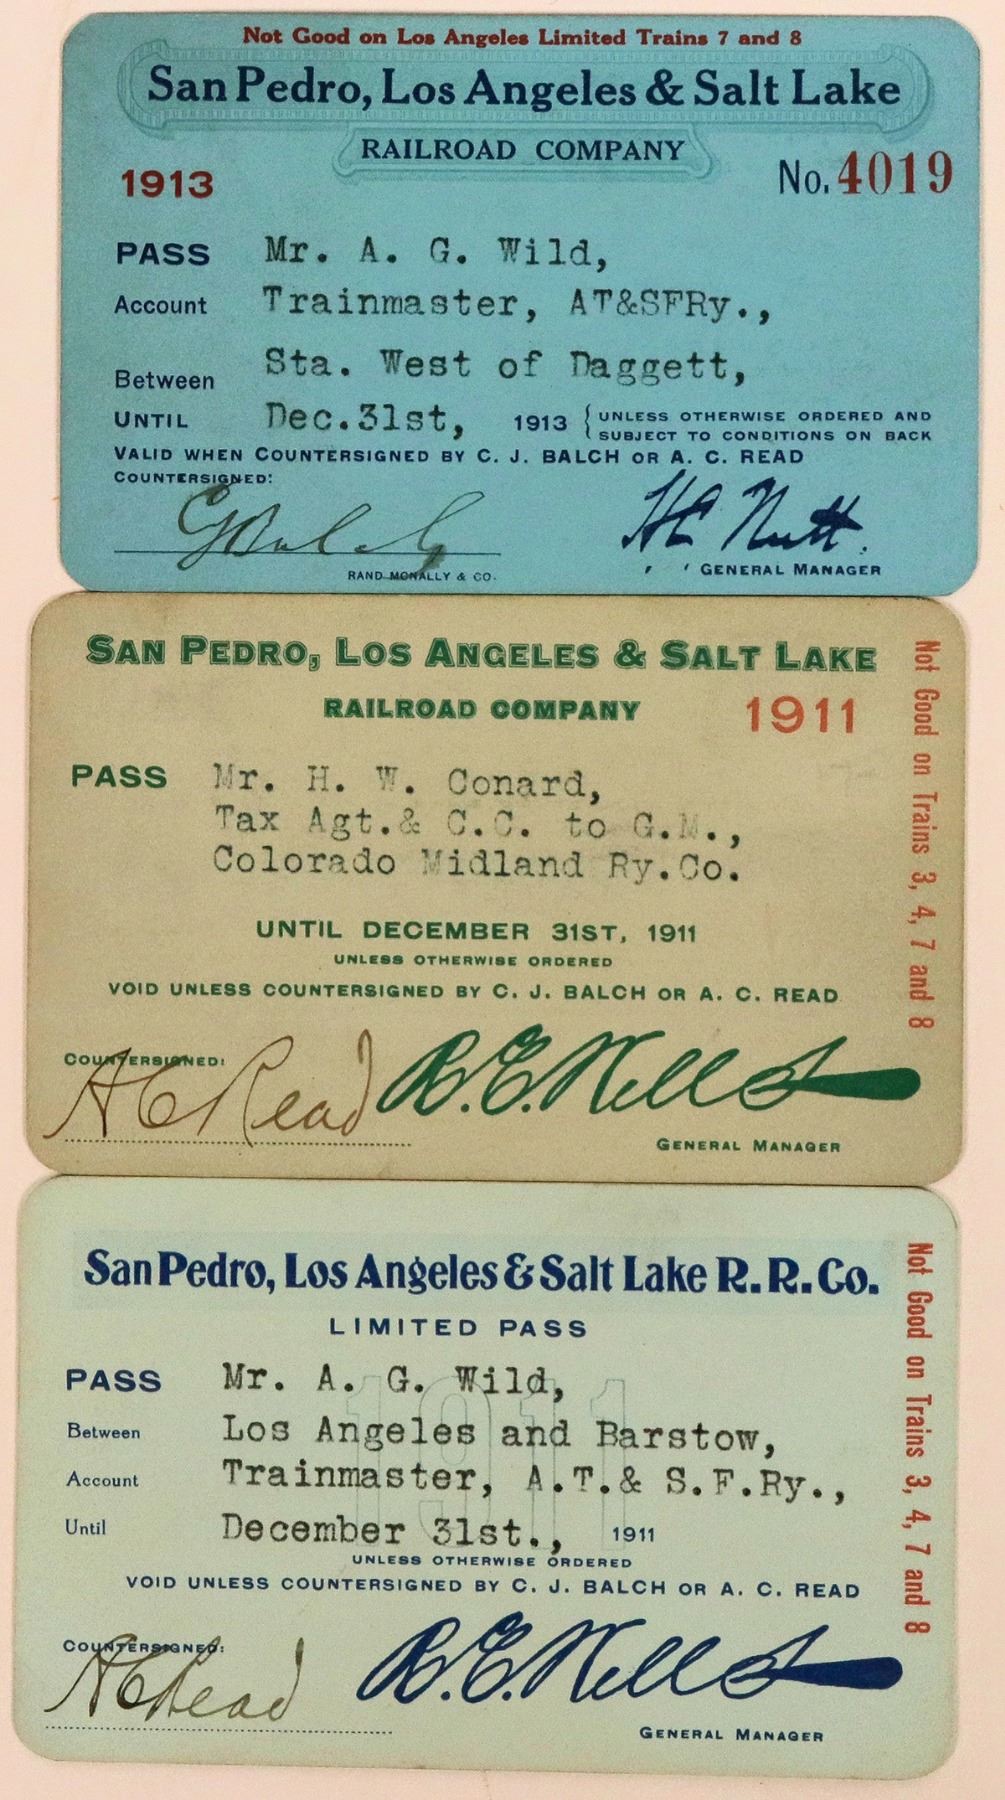 Not Good on Los Angeles Limited Trains 7 and 8
San Pedro, Los Angeles & Salt Lake
RAILROAD COMPANY
1913
No. 4019
PASS Mr. A. G. Wild,
Account Trainmaster, AT&SFRy.,
Between Sta. West of Daggett,
UNTIL Dec.31st, 1913 { UNLESS OTHERWISE ORDERED AND
SUBJECT TO CONDITIONS ON BACK
VALID WHEN COUNTERSIGNED BY C. J. BALCH OR A. C. READ
COUNTERSIGNED:
CJ Balch
H C Nutt.
RAND MCNALLY & CO.
GENERAL MANAGER
SAN PEDRO, LOS ANGELES & SALT LAKE
RAILROAD COMPANY 1911
PASS Mr. H. W. Conard,
Tax Agt.& C.C. to G.M.,
Colorado Midland Ry.Co.
UNTIL DECEMBER 31ST, 1911
UNLESS OTHERWISE ORDERED
VOID UNLESS COUNTERSIGNED BY C. J. BALCH OR A. C. READ
COUNTERSIGNED:
A C Read
R. E. Wells
GENERAL MANAGER
Not Good on Trains 3, 4, 7 and 8
San Pedro, Los Angeles & Salt Lake R. R. Co.
LIMITED PASS
1911
PASS Mr. A. G. Wild,
Between Los Angeles and Barstow,
Account Trainmaster, A.T.& S.F.Ry.,
Until December 31st., 1911
UNLESS OTHERWISE ORDERED
VOID UNLESS COUNTERSIGNED BY C. J. BALCH OR A. C. READ
COUNTERSIGNED:
A C Read
R. E. Wells
GENERAL MANAGER
Not Good on Trains 3, 4, 7 and 8